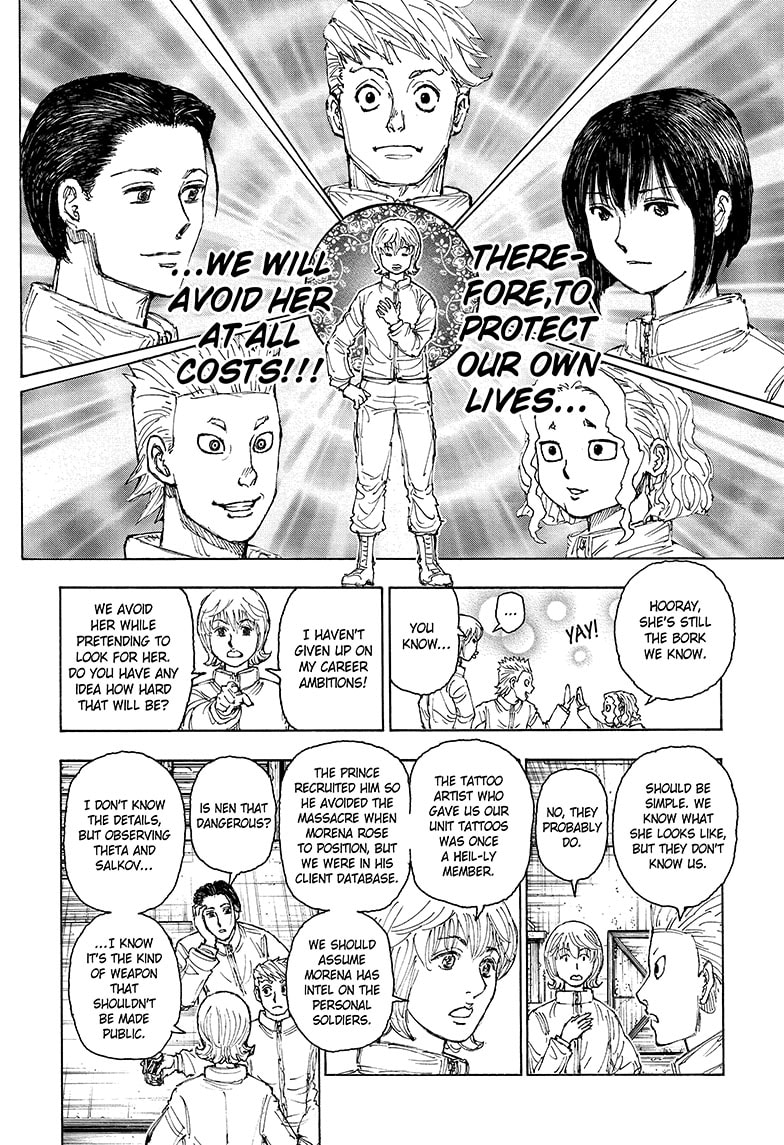 THERE-
FORE,TO
PROTECT
OUR OWN
LIVES...
...WE WILL
AVOID HER
AT ALL
COSTS!!!
HOORAY,
SHE'S STILL
THE BORK
WE KNOW.
YAY!
...
YOU
KNOW...
I HAVEN'T
GIVEN UP ON
MY CAREER
AMBITIONS!
WE AVOID
HER WHILE
PRETENDING TO
LOOK FOR HER.
DO YOU HAVE ANY
IDEA HOW HARD
THAT WILL BE?
SHOULD BE
SIMPLE. WE
KNOW WHAT
SHE LOOKS LIKE,
BUT THEY DON'T
KNOW US.
NO, THEY
PROBABLY
DO.
THE TATTOO
ARTIST WHO
GAVE US OUR
UNIT TATTOOS
WAS ONCE
A HEIL-LY
MEMBER.
THE PRINCE
RECRUITED HIM SO
HE AVOIDED THE
MASSACRE WHEN
MORENA ROSE
TO POSITION, BUT
WE WERE IN HIS
CLIENT DATABASE.
WE SHOULD
ASSUME
MORENA HAS
INTEL ON THE
PERSONAL
SOLDIERS.
IS NEN THAT
DANGEROUS?
I DON'T KNOW
THE DETAILS,
BUT OBSERVING
THETA AND
SALKOV...
...I KNOW
IT'S THE KIND
OF WEAPON
THAT
SHOULDN'T
BE MADE
PUBLIC.